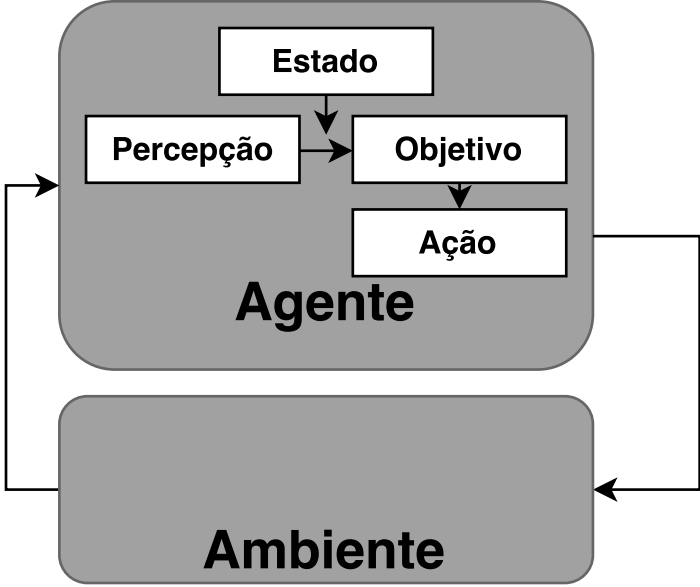 Estado
Percepção
Objetivo
Ação
Agente
Ambiente